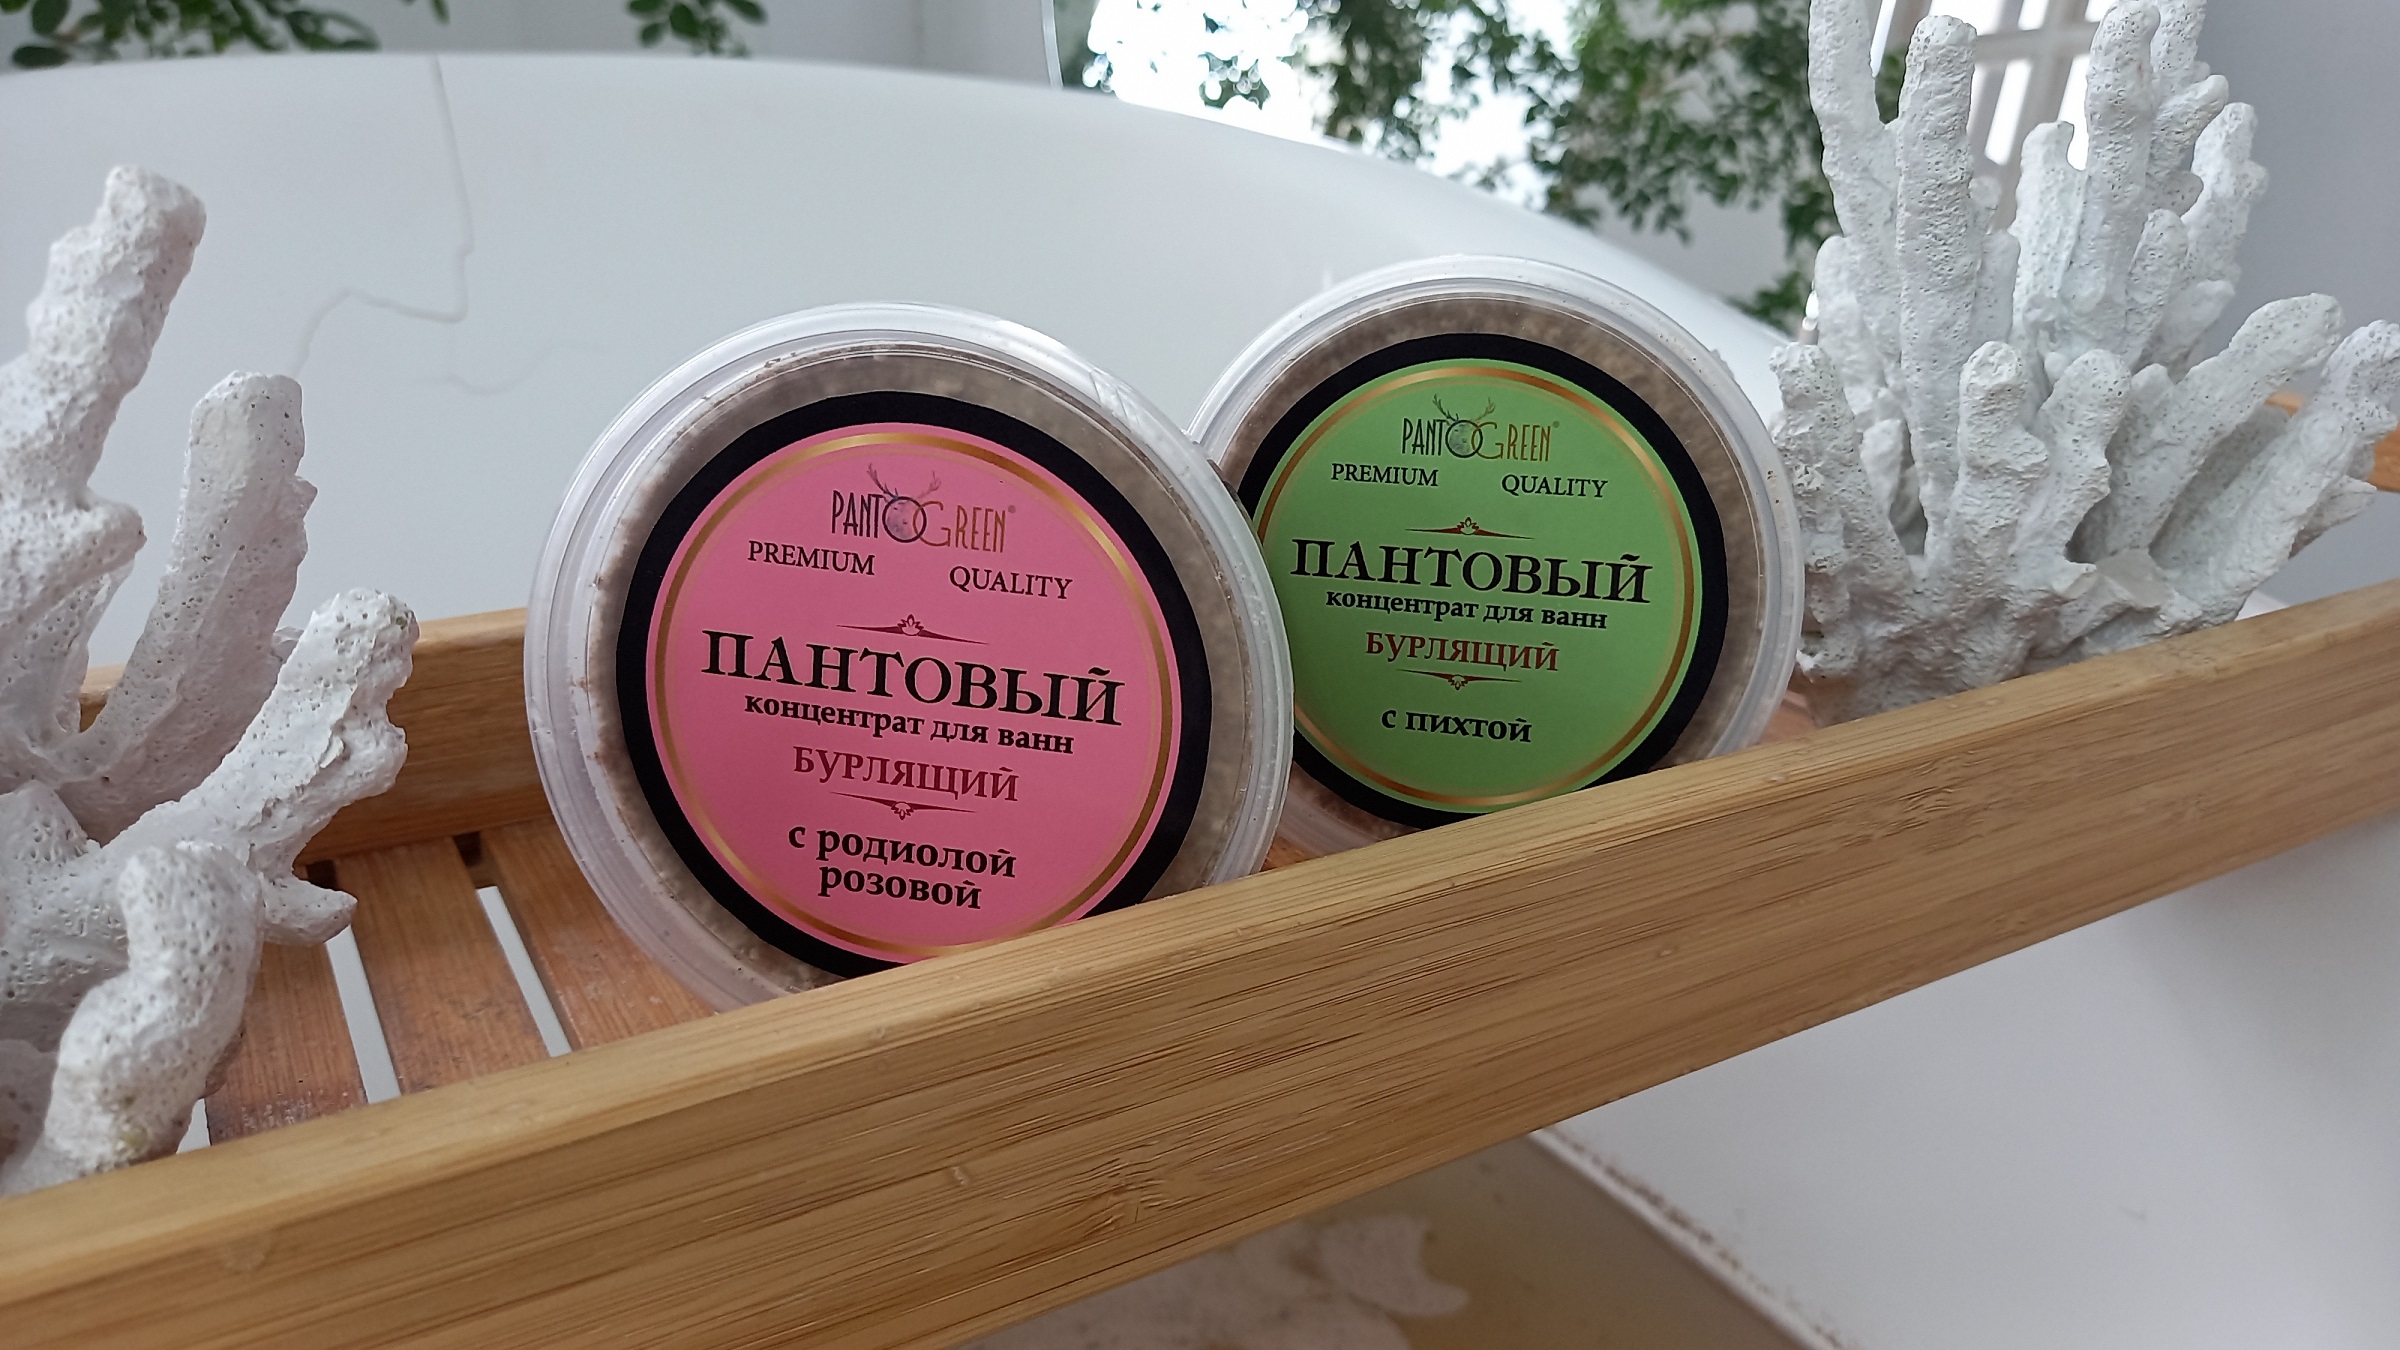 PANTOGREEN®
PREMIUM QUALITY
ПАНТОВЫЙ
концентрат для ванн
БУРЛЯЩИЙ
с родиолой
розовой
PANTOGREEN®
PREMIUM QUALITY
ПАНТОВЫЙ
концентрат для ванн
БУРЛЯЩИЙ
с пихтой